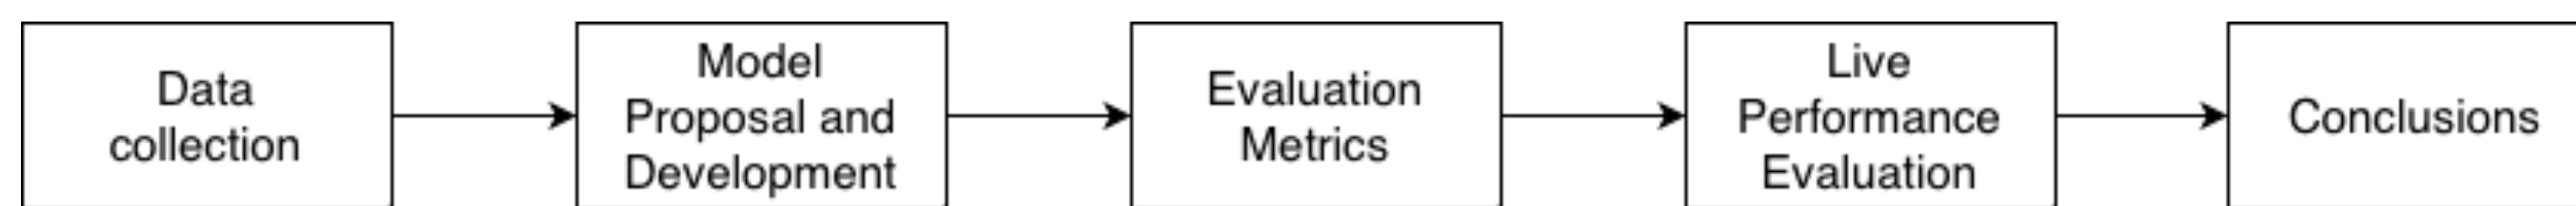 Data
collection
Model
Proposal and
Development
Evaluation
Metrics
Live
Performance
Evaluation
Conclusions